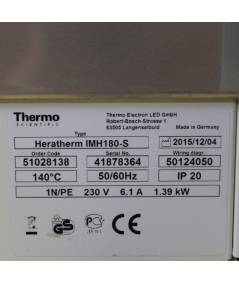 Thermo
SCIENTIFIC
Thermo Electron LED GmbH
Robert-Bosch-Strasse 1
63505 Langenselbold
Made in Germany
Type
Heratherm IMH180-S
2015/12/04
Order Code
Serial No.
Wiring diagr.
51028138
41878364
50124050
140°C
50/60Hz
IP 20
1N/PE 230 V 6.1 A 1.39 kW
GS
CE